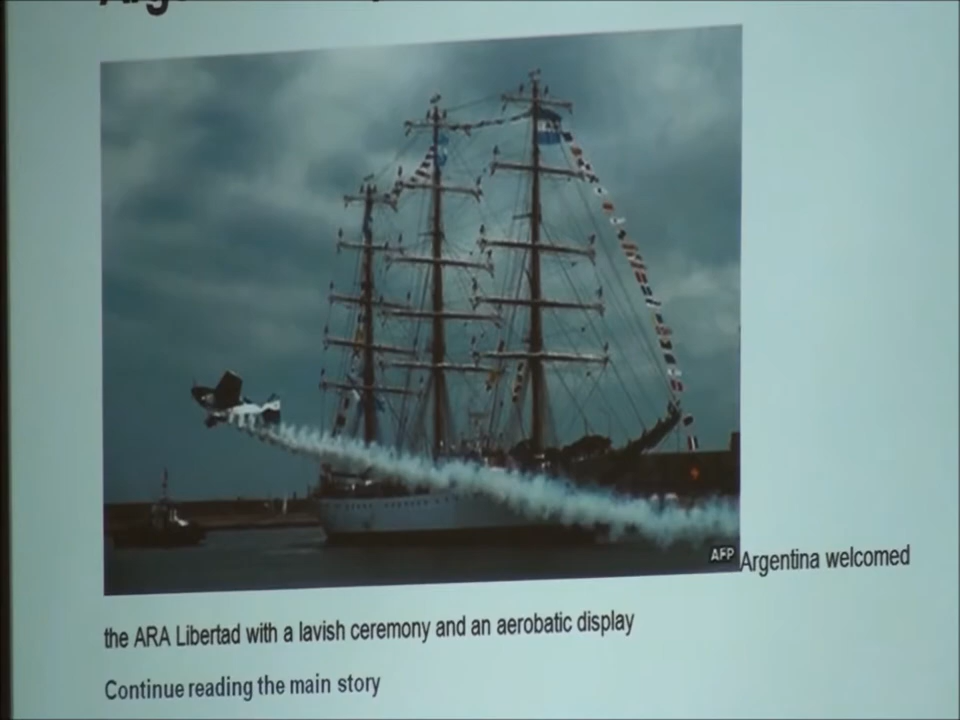 AFP
Argentina welcomed
the ARA Libertad with a lavish ceremony and an aerobatic display
Continue reading the main story